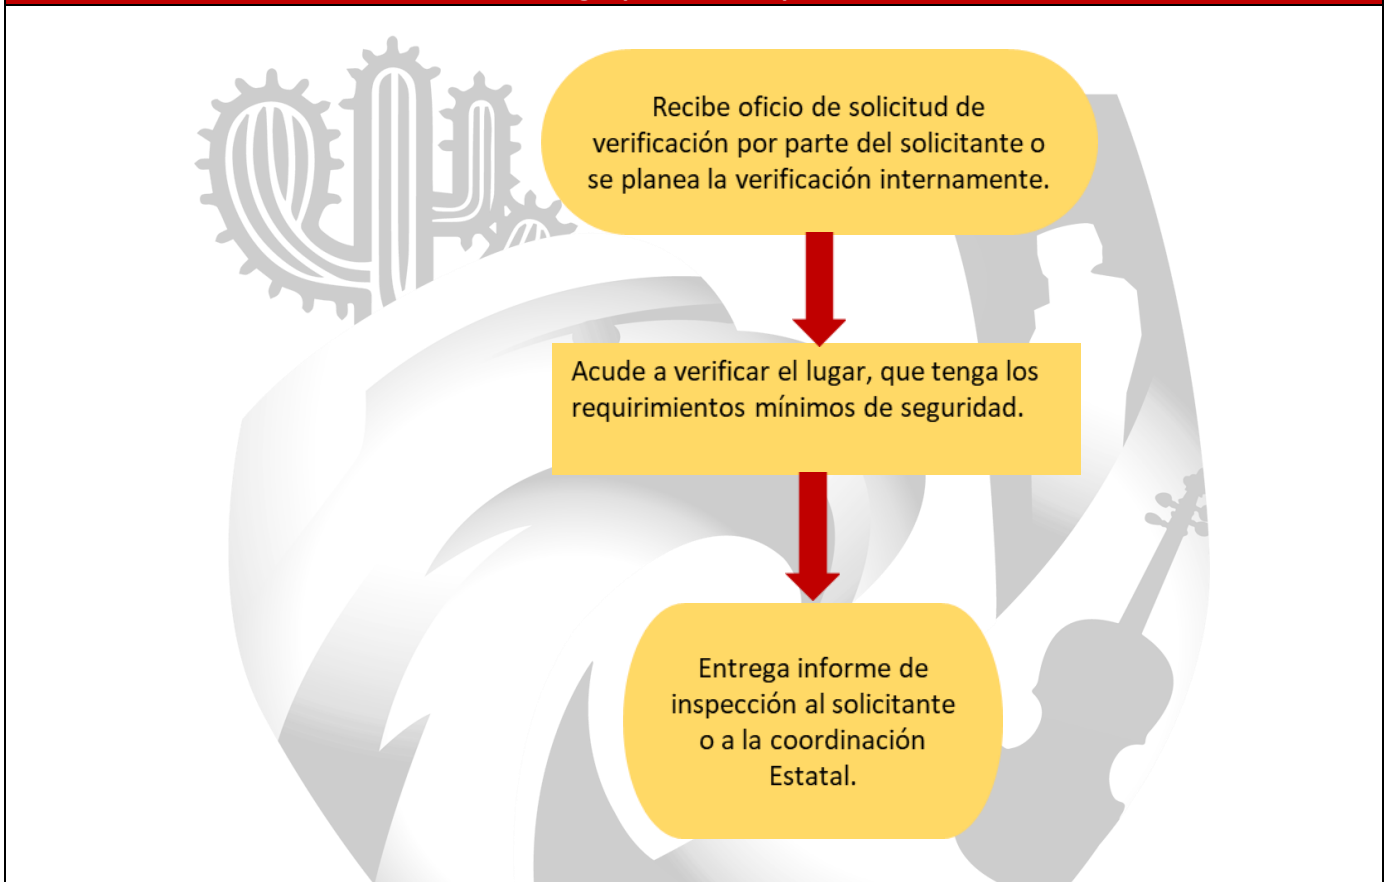 Recibe oficio de solicitud de
verificación por parte del solicitante o
se planea la verificación internamente.
Acude a verificar el lugar, que tenga los
requirimientos mínimos de seguridad.
Entrega informe de
inspección al solicitante
o a la coordinación
Estatal.